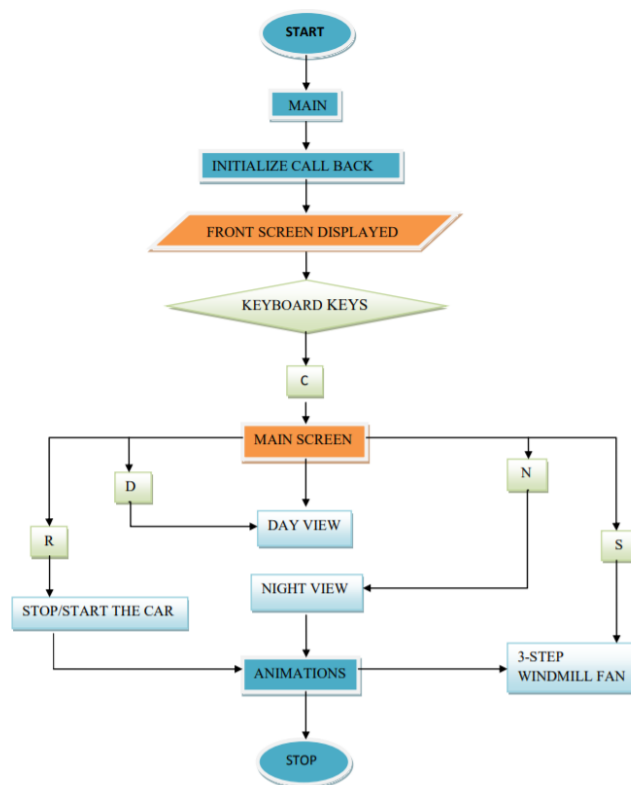 START
MAIN
INITIALIZE CALL BACK
FRONT SCREEN DISPLAYED
KEYBOARD KEYS
C
MAIN SCREEN
D
N
DAY VIEW
R
S
NIGHT VIEW
STOP/START THE CAR
3-STEP
WINDMILL FAN
ANIMATIONS
STOP